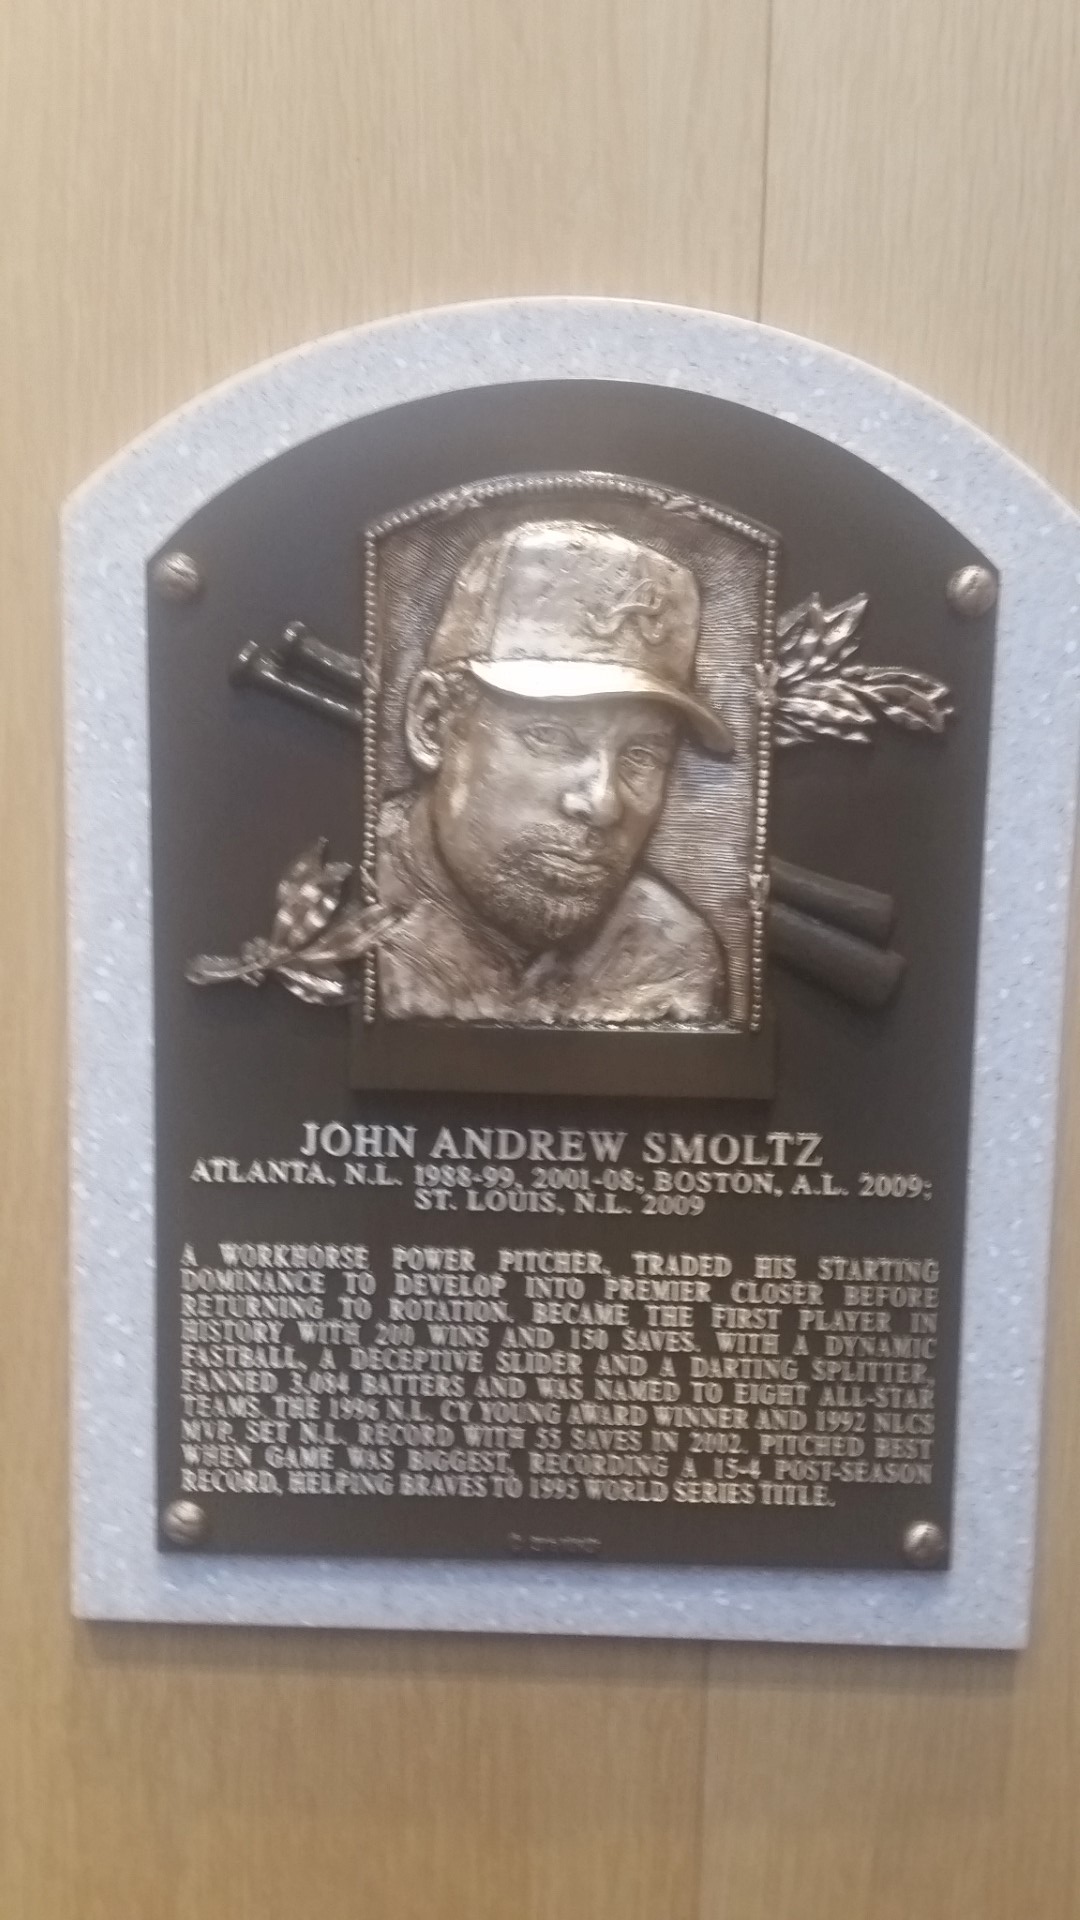 A
JOHN ANDREW SMOLTZ
ATLANTA, N.L. 1988-99, 2001-08; BOSTON, A.L. 2009;
ST. LOUIS, N.L. 2009
A WORKHORSE POWER PITCHER, TRADED HIS STARTING
DOMINANCE TO DEVELOP INTO PREMIER CLOSER BEFORE
RETURNING TO ROTATION. BECAME THE FIRST PLAYER IN
HISTORY WITH 200 WINS AND 150 SAVES. WITH A DYNAMIC
FASTBALL, A DECEPTIVE SLIDER AND A DARTING SPLITTER,
FANNED 3,084 BATTERS AND WAS NAMED TO EIGHT ALL-STAR
TEAMS. THE 1996 N.L. CY YOUNG AWARD WINNER AND 1992 NLCS
MVP. SET N.L. RECORD WITH 55 SAVES IN 2002. PITCHED BEST
WHEN GAME WAS BIGGEST, RECORDING A 15-4 POST-SEASON
RECORD, HELPING BRAVES TO 1995 WORLD SERIES TITLE.